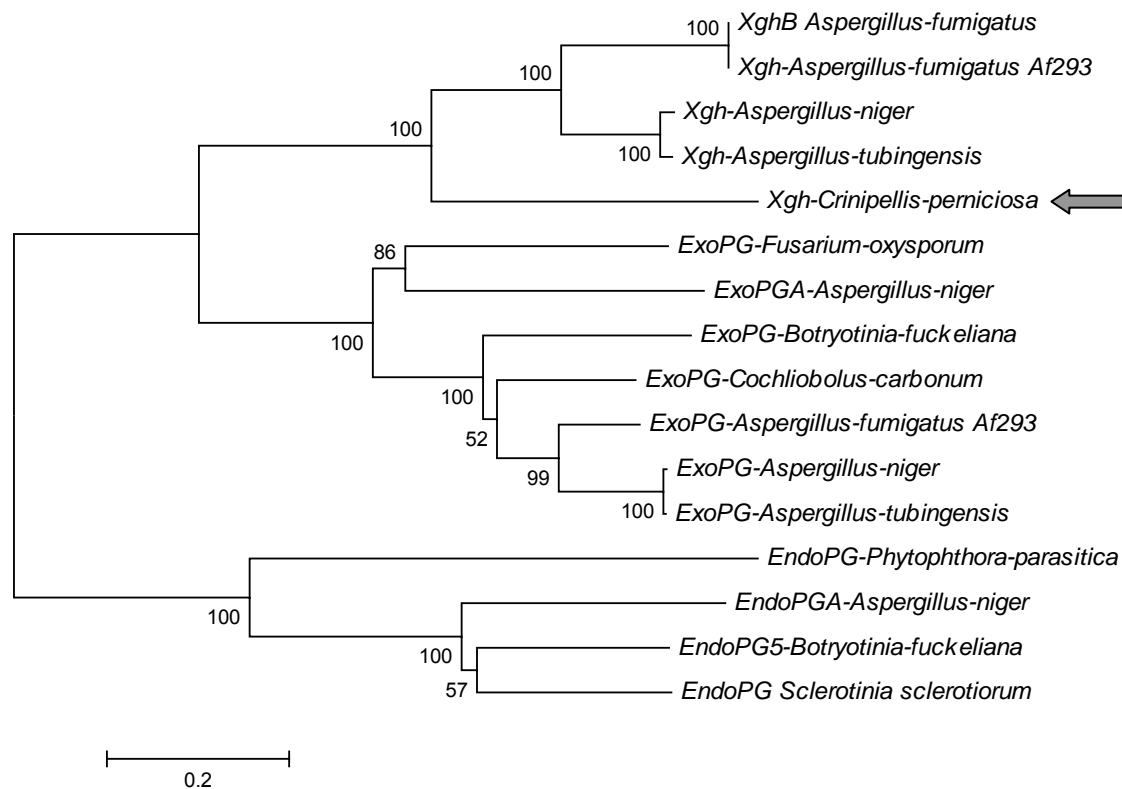 100
XghB Aspergillus-fumigatus
100
Xgh-Aspergillus-fumigatus Af293
100
Xgh-Aspergillus-niger
100
Xgh-Aspergillus-tubingensis
Xgh-Crinipellis-perniciosa
86
ExoPG-Fusarium-oxysporum
ExoPGA-Aspergillus-niger
100
ExoPG-Botryotinia-fuckeliana
100
ExoPG-Cochliobolus-carbonum
52
ExoPG-Aspergillus-fumigatus Af293
99
ExoPG-Aspergillus-niger
100
ExoPG-Aspergillus-tubingensis
EndoPG-Phytophthora-parasitica
100
EndoPGA-Aspergillus-niger
100
EndoPG5-Botryotinia-fuckeliana
57
EndoPG Sclerotinia sclerotiorum
0.2